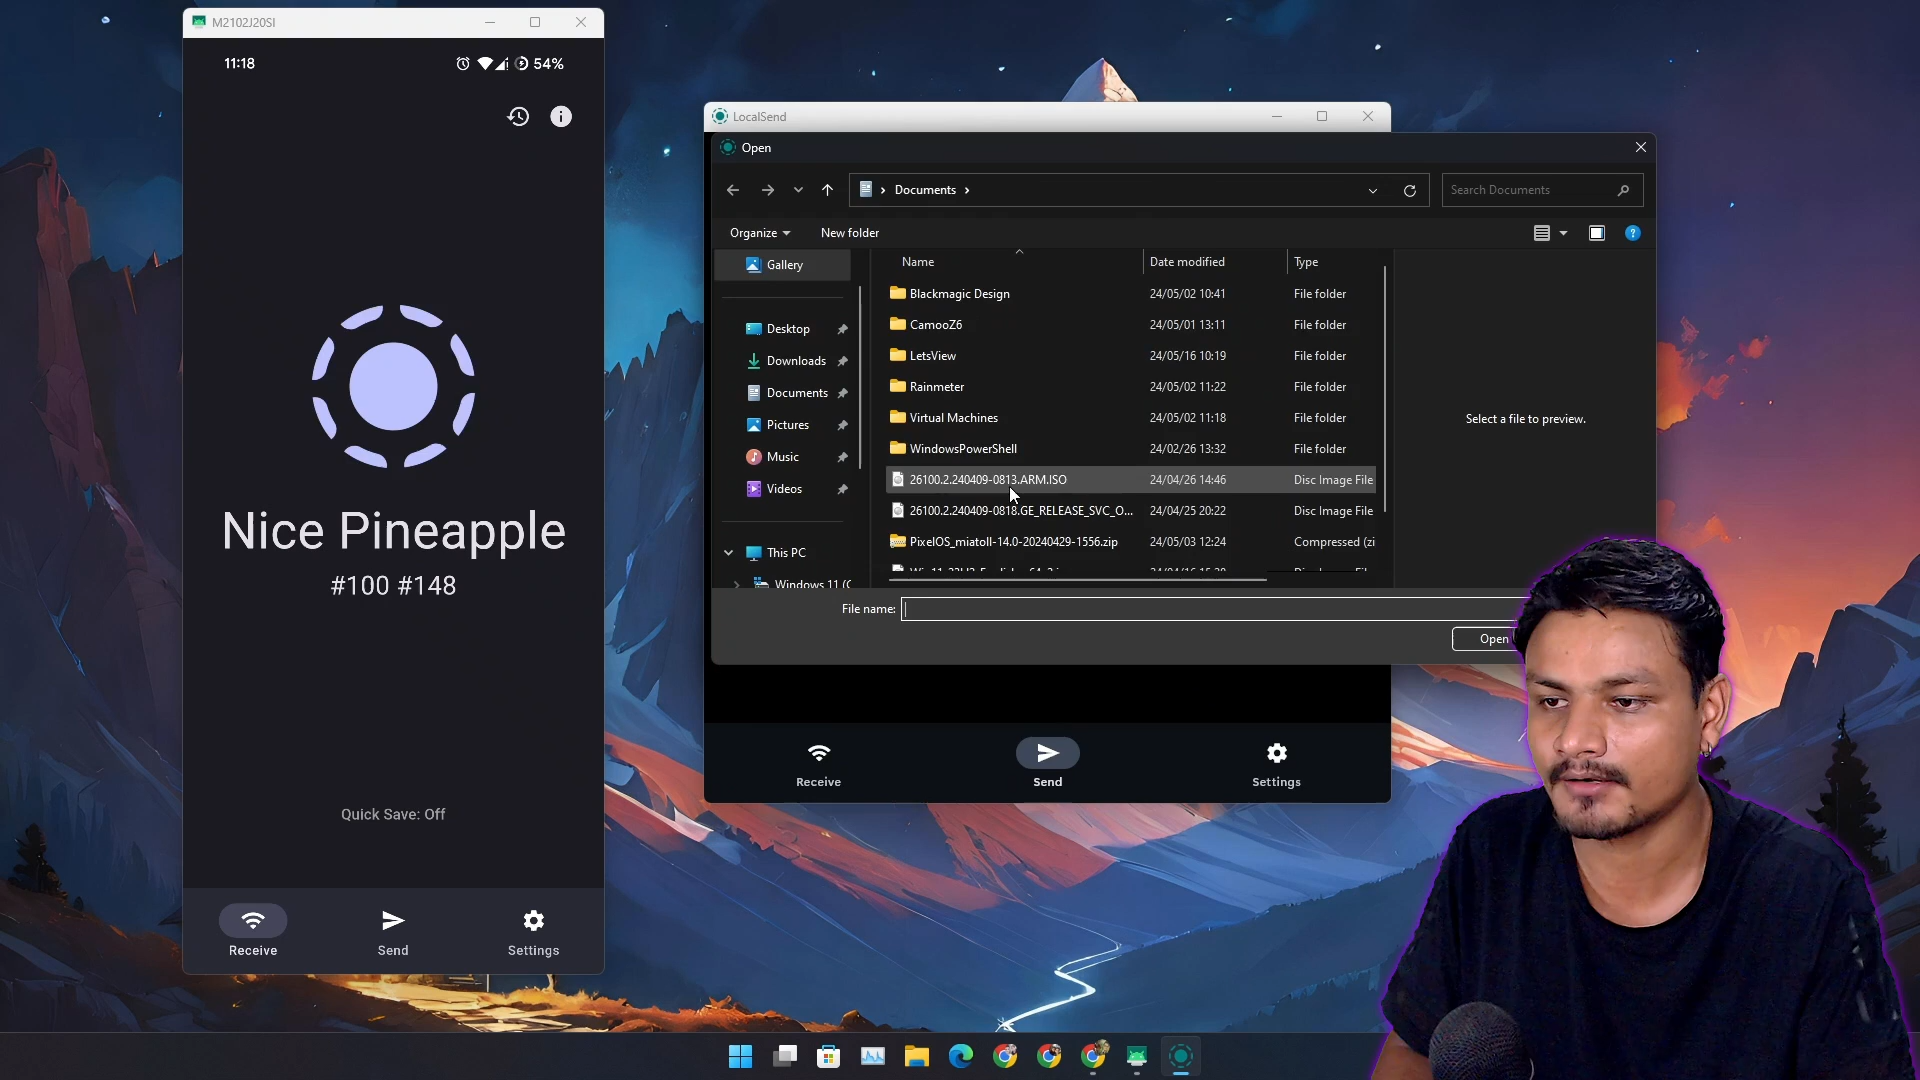 M2102J20SI
11:18
54%
Nice Pineapple
#100 #148
Quick Save: Off
Receive
Send
Settings
LocalSend
Open
Documents
Search Documents
Organize
New folder
Gallery
Desktop
Downloads
Documents
Pictures
Music
Videos
This PC
Windows 11 (C
Name Date modified Type
Blackmagic Design 24/05/02 10:41 File folder
CamooZ6 24/05/01 13:11 File folder
LetsView 24/05/16 10:19 File folder
Rainmeter 24/05/02 11:22 File folder
Virtual Machines 24/05/02 11:18 File folder
WindowsPowerShell 24/02/26 13:32 File folder
26100.2.240409-0813.ARM.ISO 24/04/26 14:46 Disc Image File
26100.2.240409-0818.GE_RELEASE_SVC_O... 24/04/25 20:22 Disc Image File
PixelOS_miatoll-14.0-20240429-1556.zip 24/05/03 12:24 Compressed (zi
Select a file to preview.
File name:
Open
Receive
Send
Settings